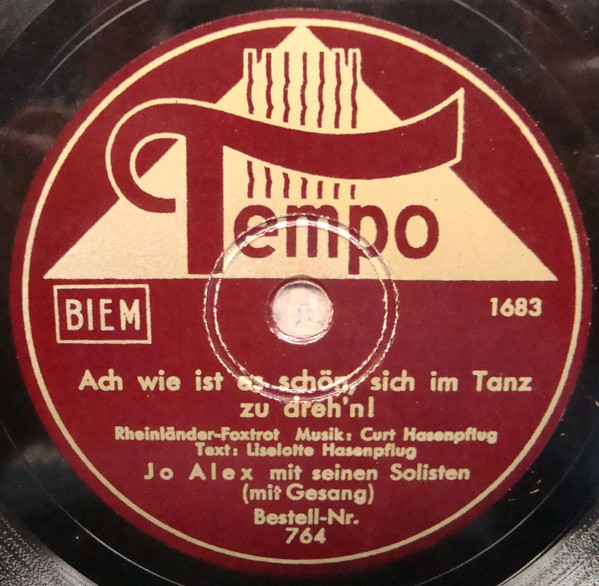 Tempo
BIEM
1683
Ach wie ist es schön, sich im Tanz
zu dreh'n!
Rheinländer-Foxtrot Musik: Curt Hasenpflug
Text: Liselotte Hasenpflug
Jo Alex mit seinen Solisten
(mit Gesang)
Bestell-Nr.
764